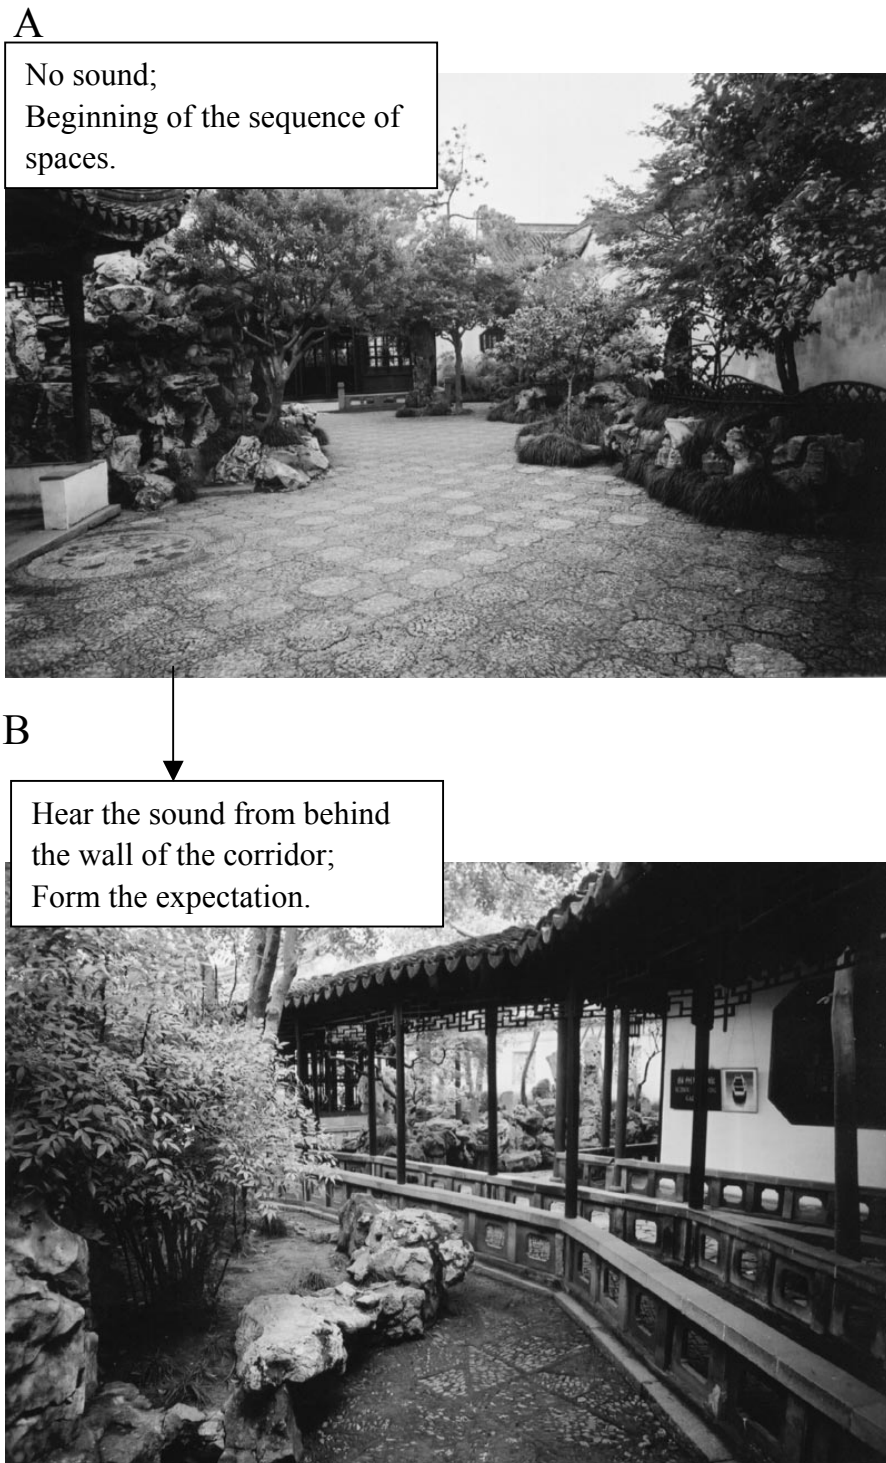 A
No sound;
Beginning of the sequence of
spaces.
B
Hear the sound from behind
the wall of the corridor;
Form the expectation.